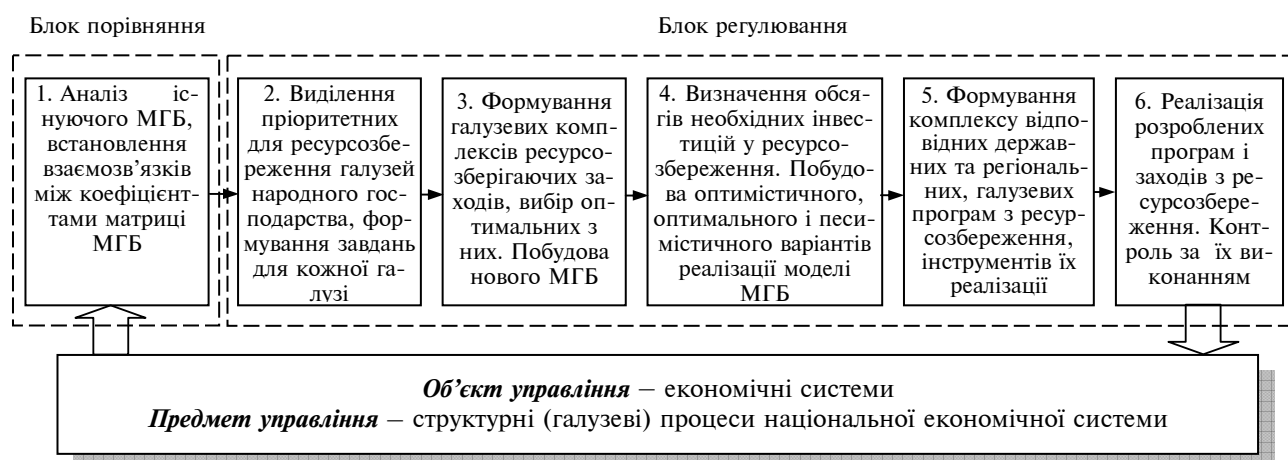 Блок порівняння
Блок регулювання
1. Аналіз іс-
нуючого МГБ,
встановлення
взаємозв'язків
між коефіцієнт-
тами матриці
МГБ
2. Виділення
пріоритетних
для ресурсозбе-
реження галузей
народного гос-
подарства, фор-
мування завдань
для кожної га-
лузі
3. Формування
галузевих комп-
лексів ресурсо-
зберігаючих за-
ходів, вибір оп-
тимальних з
них. Побудова
нового МГБ
4. Визначення обся-
гів необхідних інвес-
тицій у ресурсо-
збереження. Побудо-
ва оптимістичного,
оптимального і песи-
містичного варіантів
реалізації моделі
МГБ
5. Формування
комплексу відпо-
відних держав-
них та регіональ-
них, галузевих
програм з ресур-
созбереження,
інструментів їх
реалізації
6. Реалізація
розроблених
програм і
заходів з ре-
сурсозбере-
ження. Конт-
роль за їх ви-
конанням
Об’єкт управління – економічні системи
Предмет управління – структурні (галузеві) процеси національної економічної системи